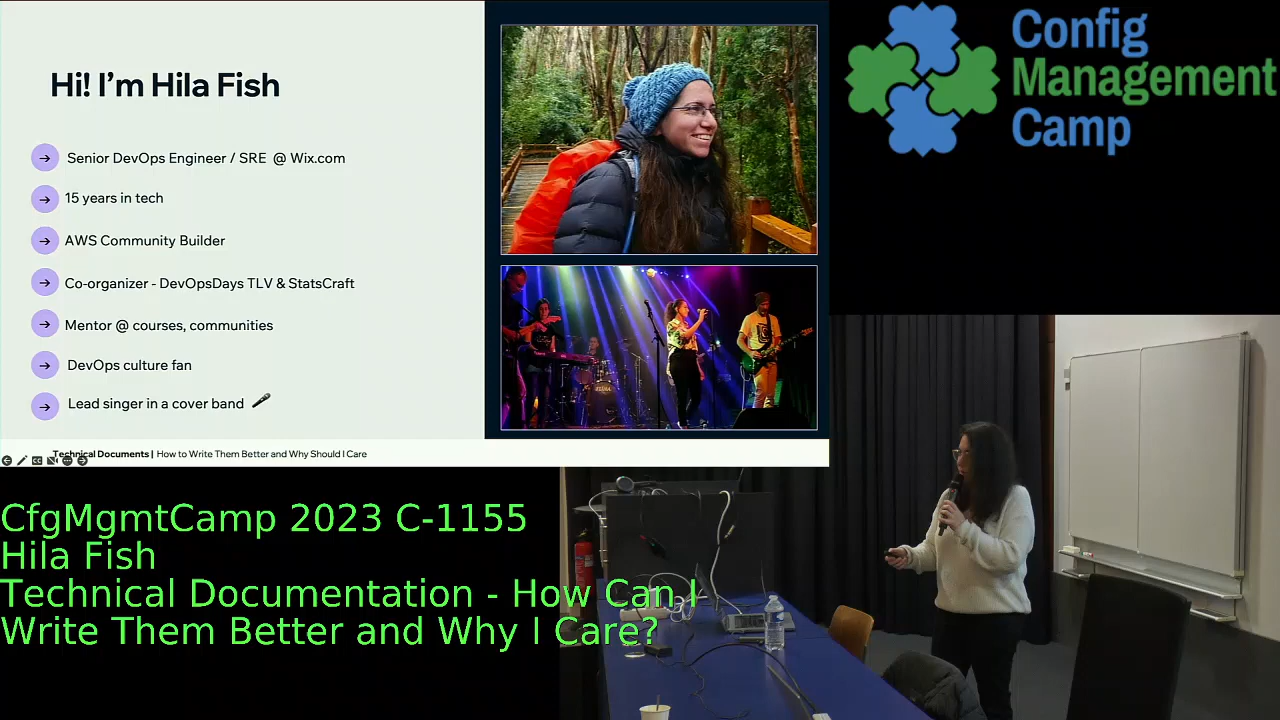 Hi! I’m Hila Fish
Senior DevOps Engineer / SRE @ Wix.com
15 years in tech
AWS Community Builder
Co-organizer - DevOpsDays TLV & StatsCraft
Mentor @ courses, communities
DevOps culture fan
Lead singer in a cover band
Technical Documents | How to Write Them Better and Why Should I Care
Config
Management
Camp
CfgMgmtCamp 2023 C-1155
Hila Fish
Technical Documentation - How Can I
Write Them Better and Why I Care?